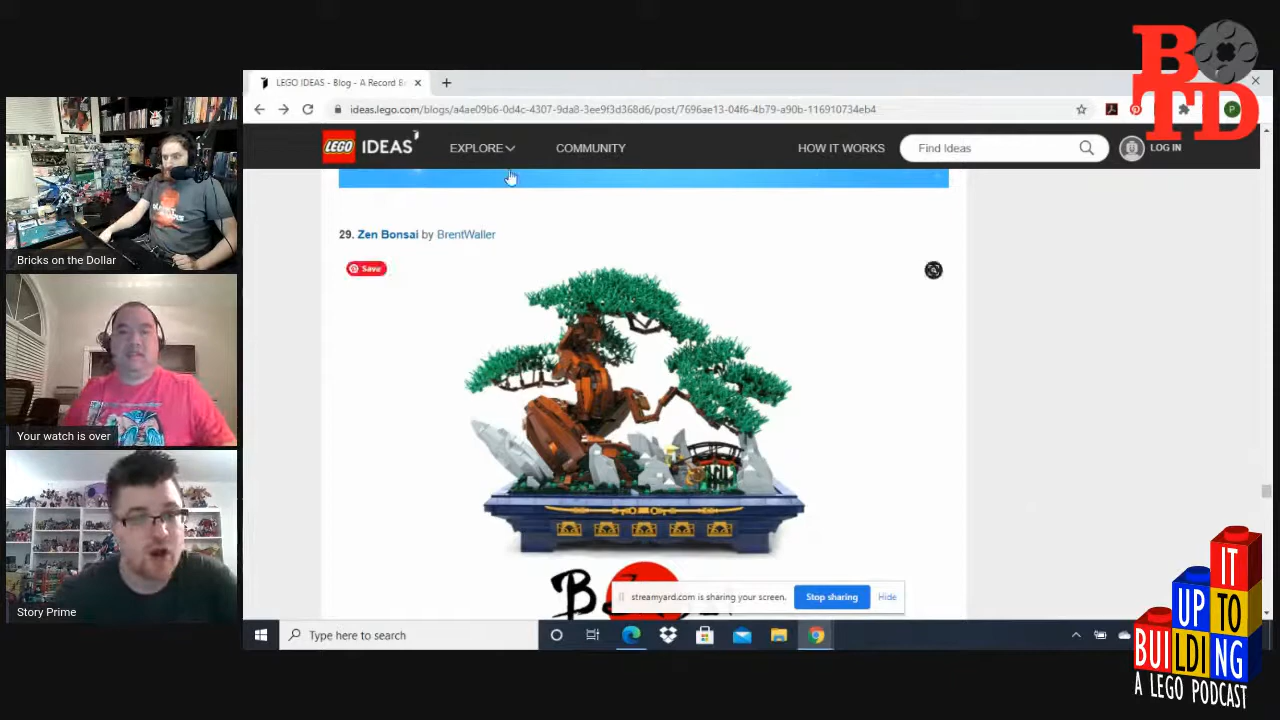 BOTD
LEGO IDEAS - Blog - A Record B
ideas.lego.com/blogs/a4ae09b6-0d4c-4307-9da8-3ee9f3d368d6/post/7696ae13-04f6-4b79-a90b-116910734eb4
P
LEGO IDEAS
EXPLORE
COMMUNITY
HOW IT WORKS
Find Ideas
LOG IN
29. Zen Bonsai by BrentWaller
Save
Bricks on the Dollar
Your watch is over
Story Prime
streamyard.com is sharing your screen.
Stop sharing
Hide
Type here to search
BUILDING
UP TO
IT
A LEGO PODCAST